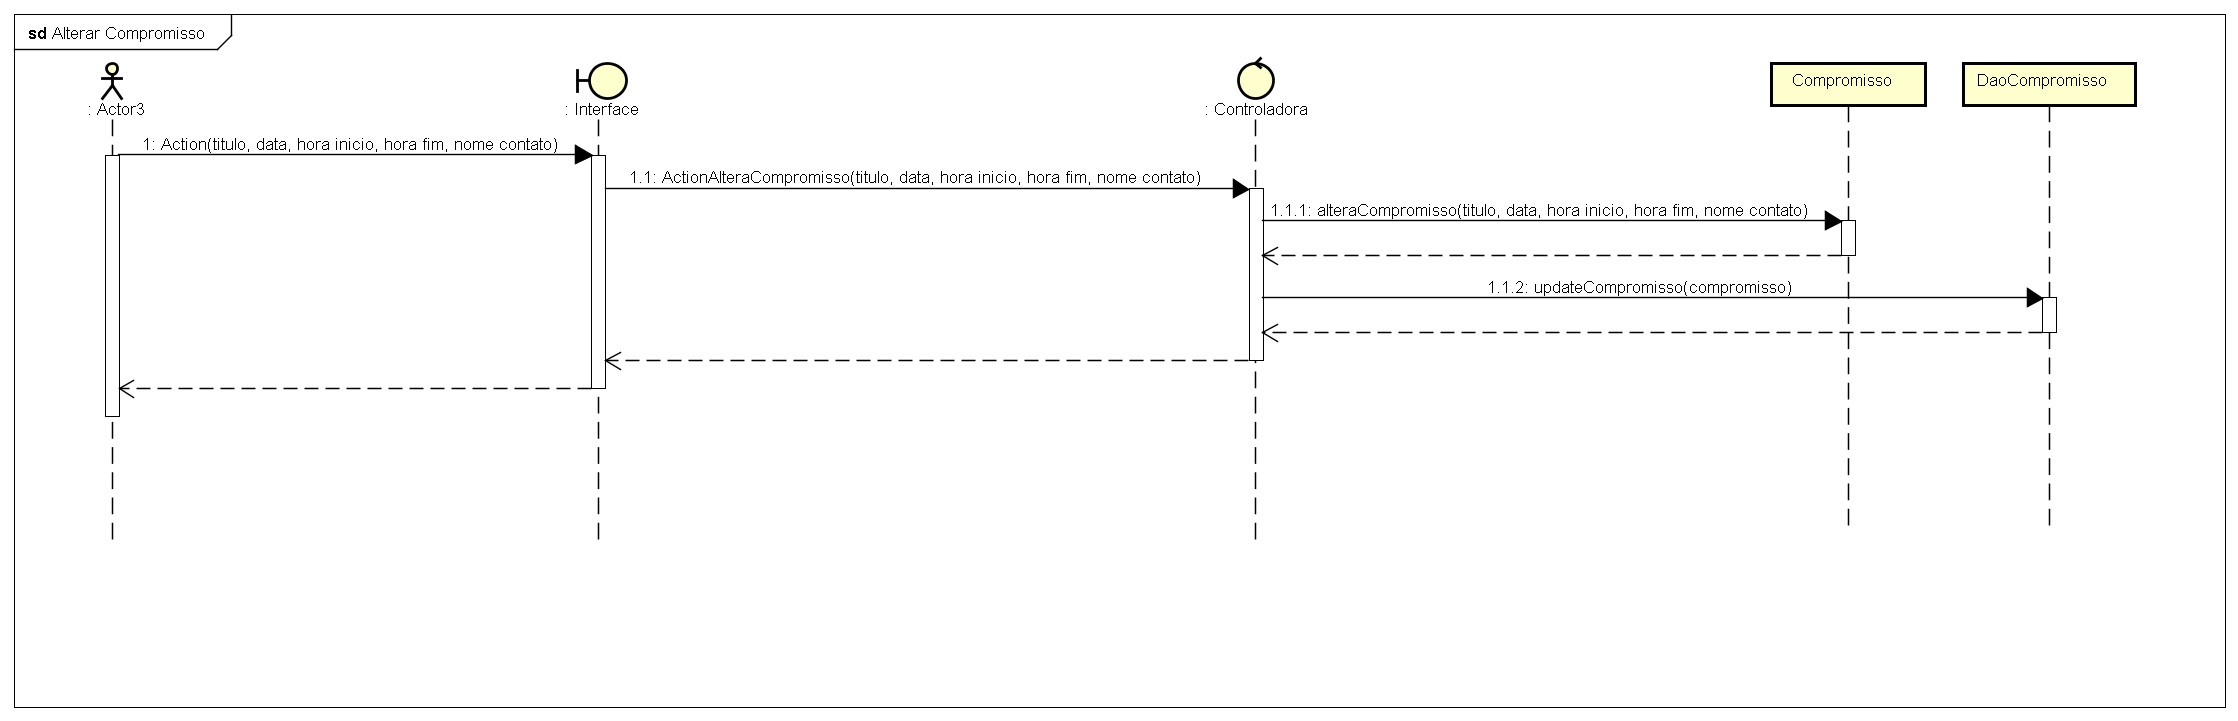 sd Alterar Compromisso
: Actor3
: Interface
: Controladora
Compromisso
DaoCompromisso
1: Action(titulo, data, hora inicio, hora fim, nome contato)
1.1: ActionAlteraCompromisso(titulo, data, hora inicio, hora fim, nome contato)
1.1.1: alteraCompromisso(titulo, data, hora inicio, hora fim, nome contato)
1.1.2: updateCompromisso(compromisso)